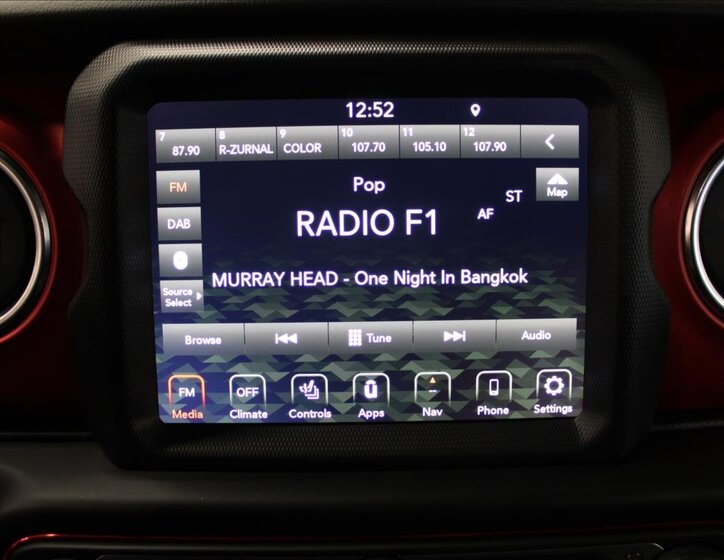 12:52
7 87.90 8 R-ZURNAL 9 COLOR 10 107.70 11 105.10 12 107.90
FM Pop
ST Map
DAB RADIO F1 AF
MURRAY HEAD - One Night In Bangkok
Source
Select
Browse Tune Audio
FM OFF
Media Climate Controls Apps Nav Phone Settings